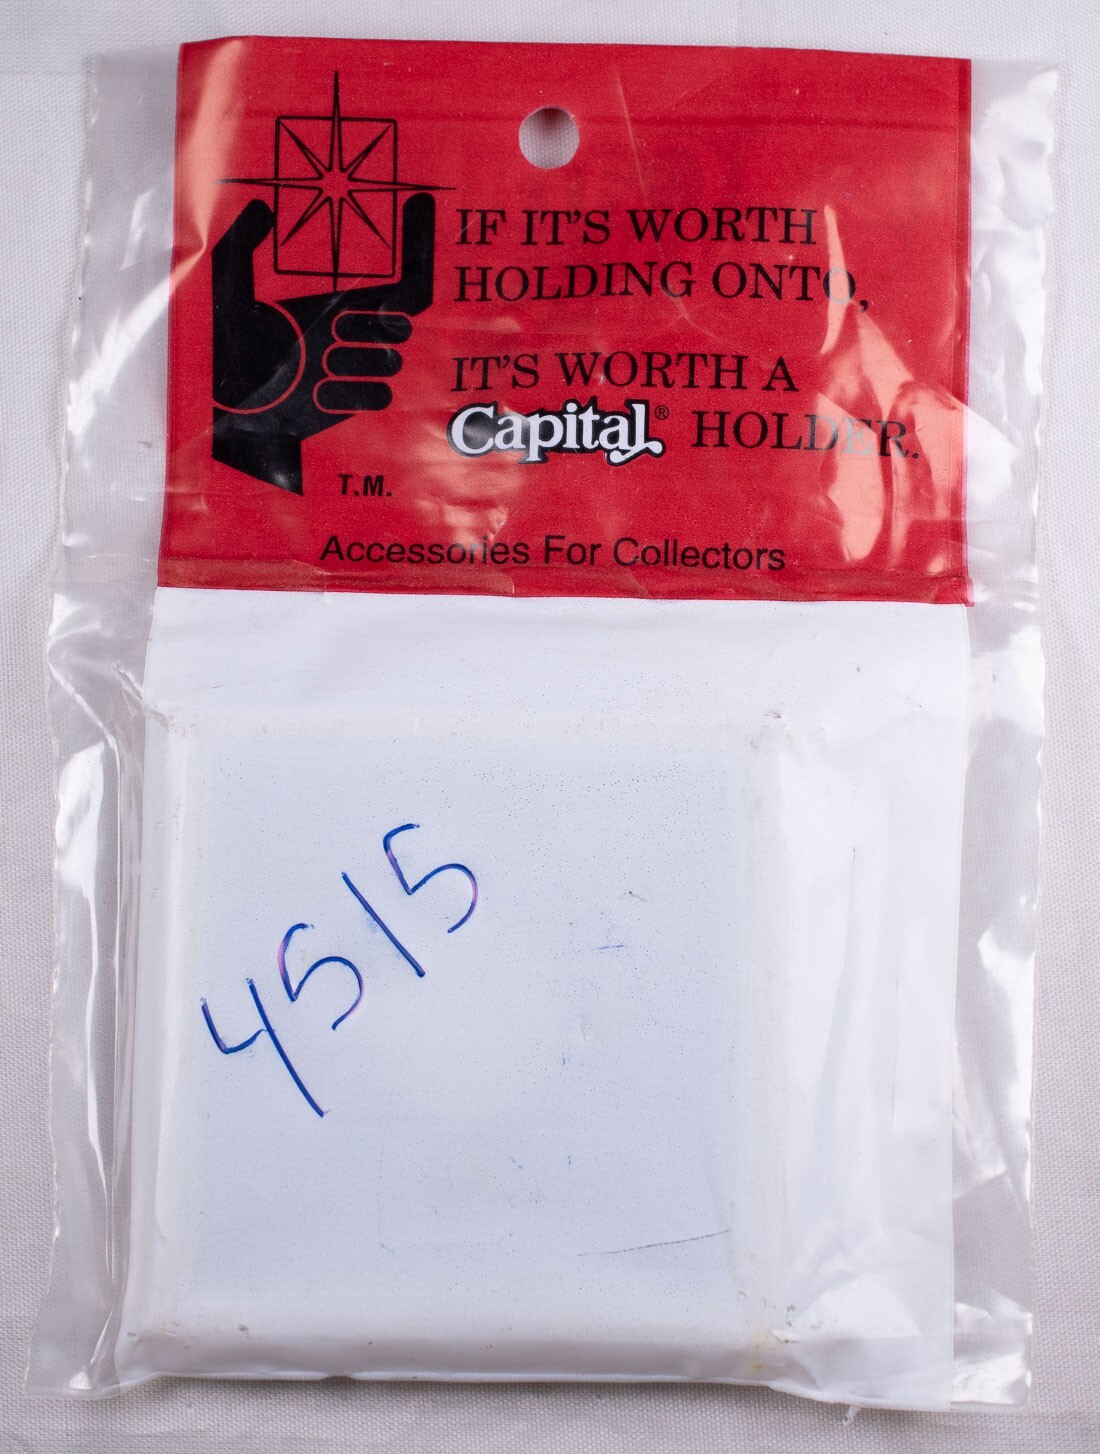 IF IT'S WORTH
HOLDING ONTO,
IT'S WORTH A
Capital® HOLDER.
T.M.
Accessories For Collectors
4515